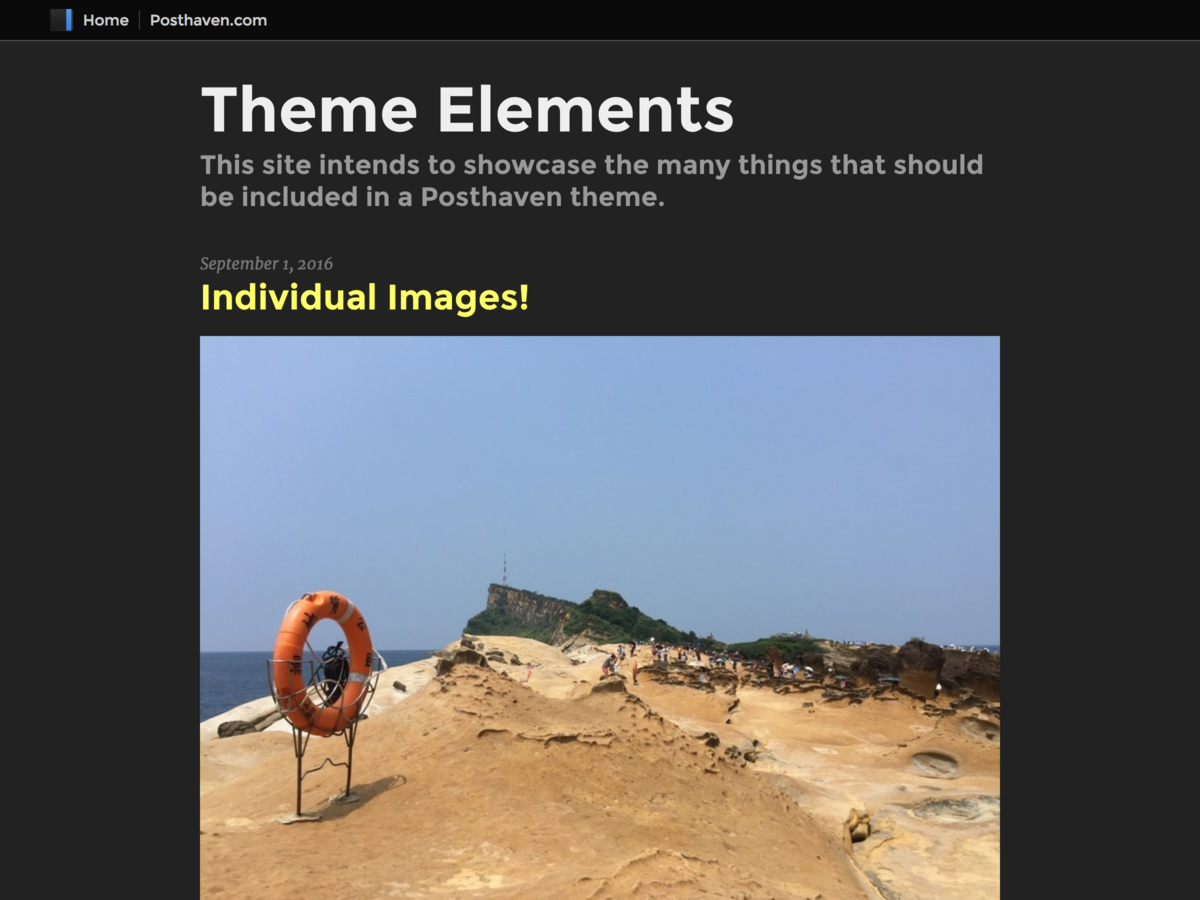 Home
Posthaven.com
Theme Elements
This site intends to showcase the many things that should
be included in a Posthaven theme.
September 1, 2016
Individual Images!